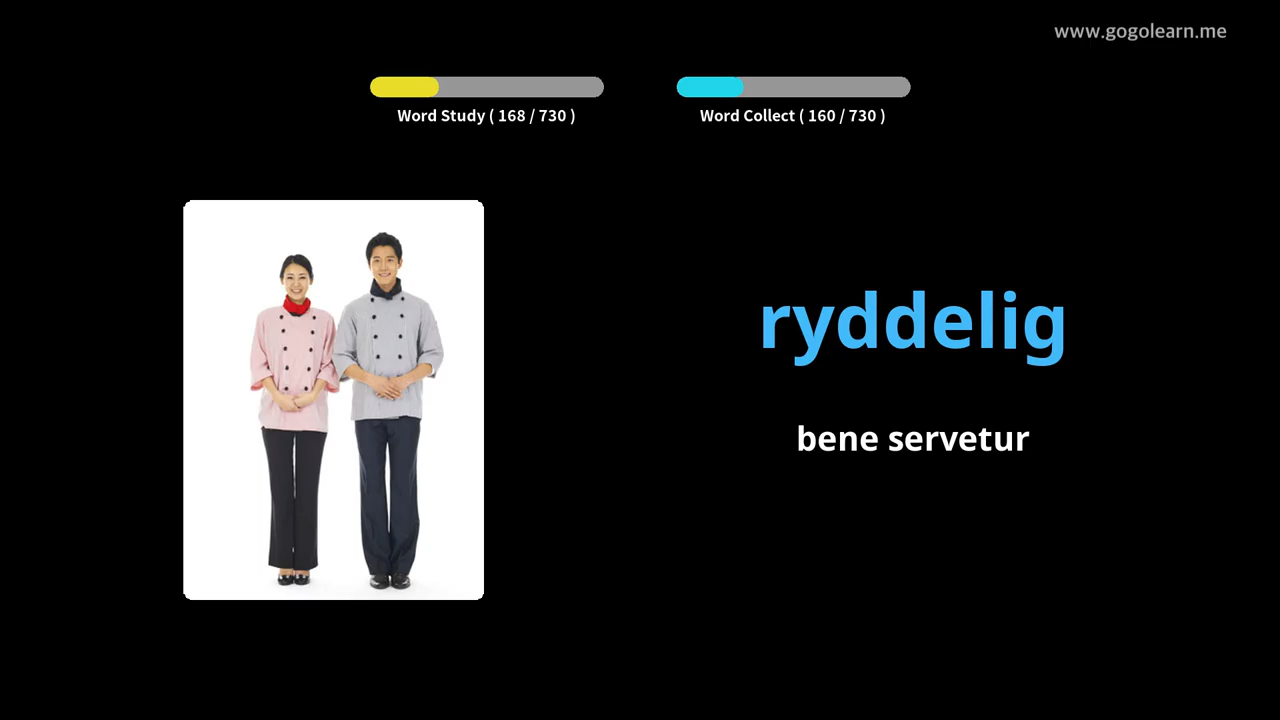 www.gogolearn.me
Word Study ( 168 / 730 )
Word Collect ( 160 / 730 )
ryddelig
bene servetur